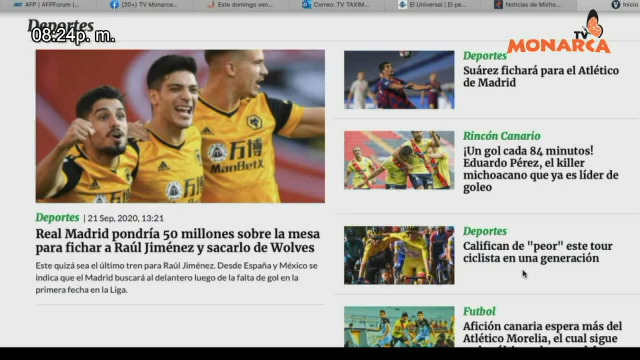 AFP | AFPForum |...
(20+) TV Monarca...
Este domingo ven...
Correo: TV TAXIM...
El Universal | El pe...
Noticias de Micho...
Inicio
Deportes
08:24p. m.
TV
MONARCA
万博
ManBetX
万博
ManBetX
Deportes | 21 Sep, 2020, 13:21
Real Madrid pondría 50 millones sobre la mesa
para fichar a Raúl Jiménez y sacarlo de Wolves
Este quizá sea el último tren para Raúl Jiménez. Desde España y México se
indica que el Madrid buscará al delantero luego de la falta de gol en la
primera fecha en la Liga.
Deportes
Suárez fichará para el Atlético
de Madrid
Rincón Canario
¡Un gol cada 84 minutos!
Eduardo Pérez, el killer
michoacano que ya es líder de
goleo
Deportes
Califican de "peor" este tour
ciclista en una generación
Futbol
Afición canaria espera más del
Atlético Morelia, el cual sigue